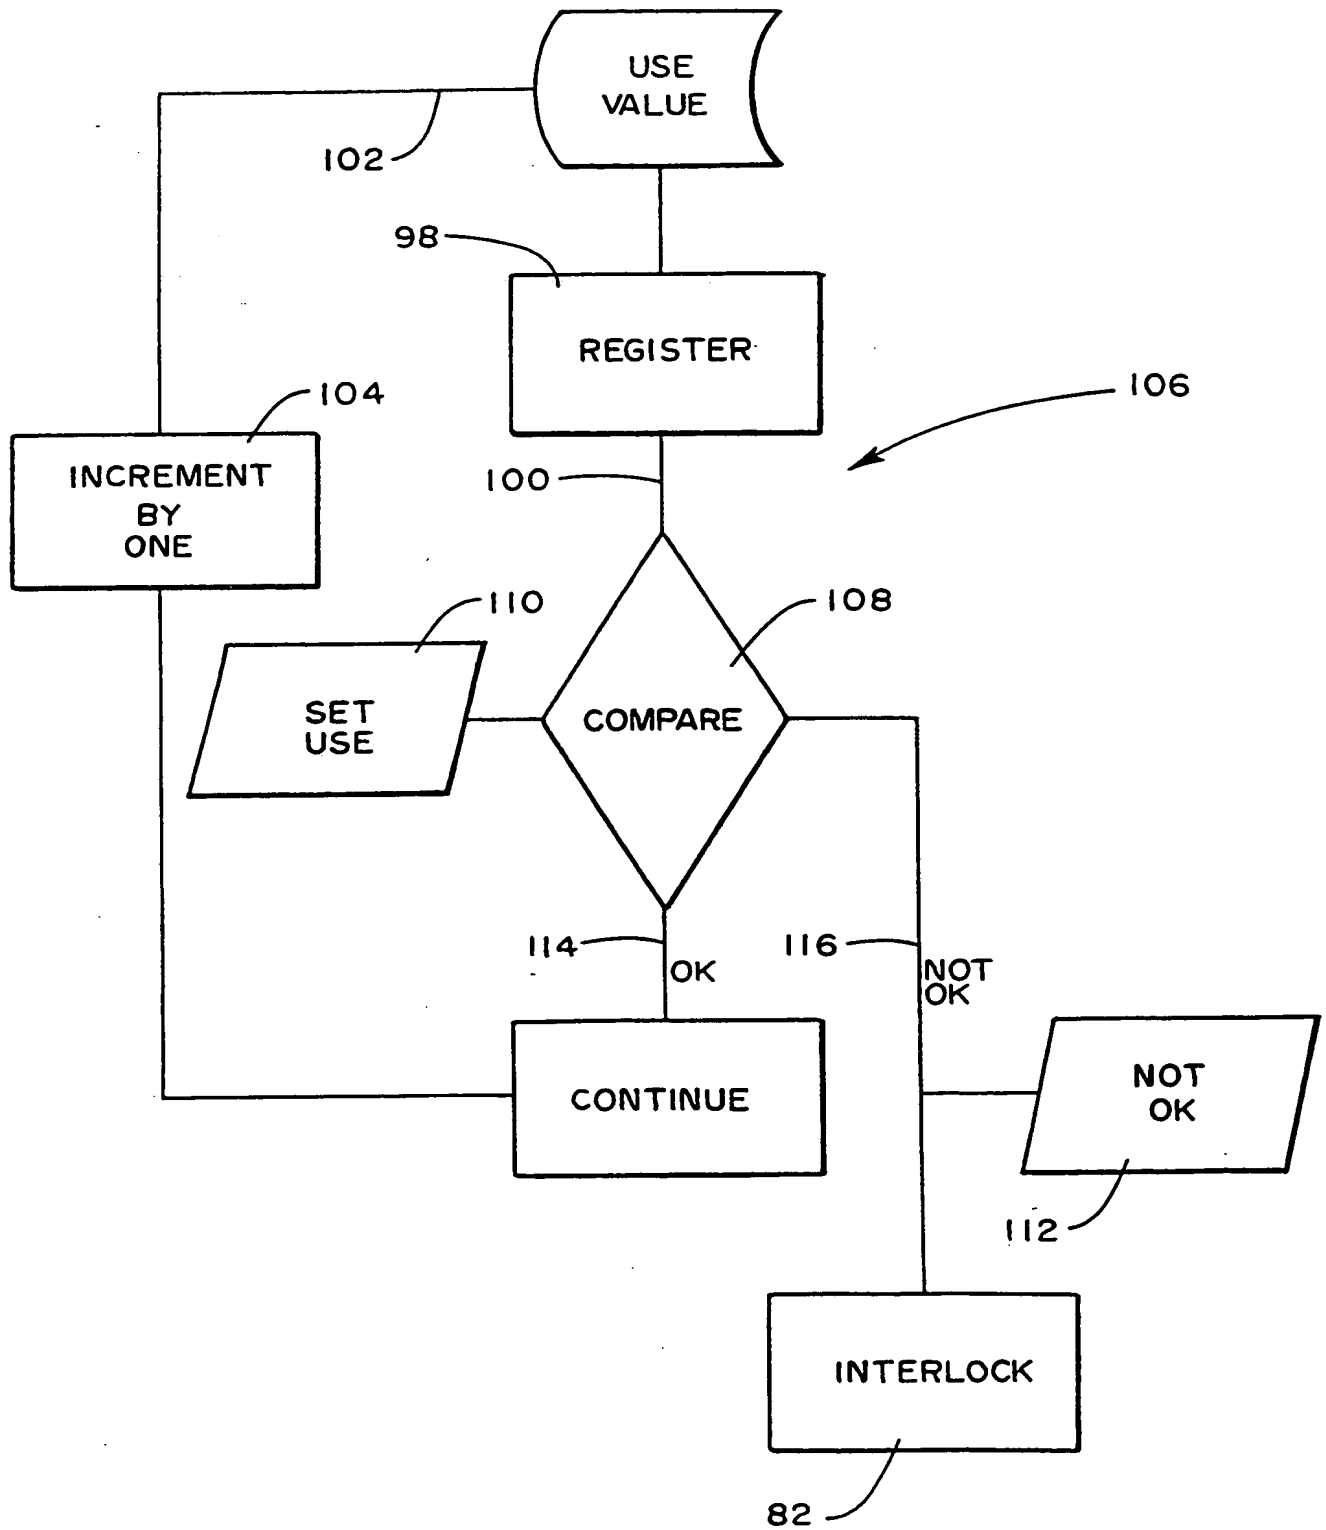 USE
VALUE
102
98
REGISTER
104
106
INCREMENT
BY
ONE
100
110
108
SET
USE
COMPARE
114
OK
116
NOT
OK
CONTINUE
NOT
OK
112
INTERLOCK
82